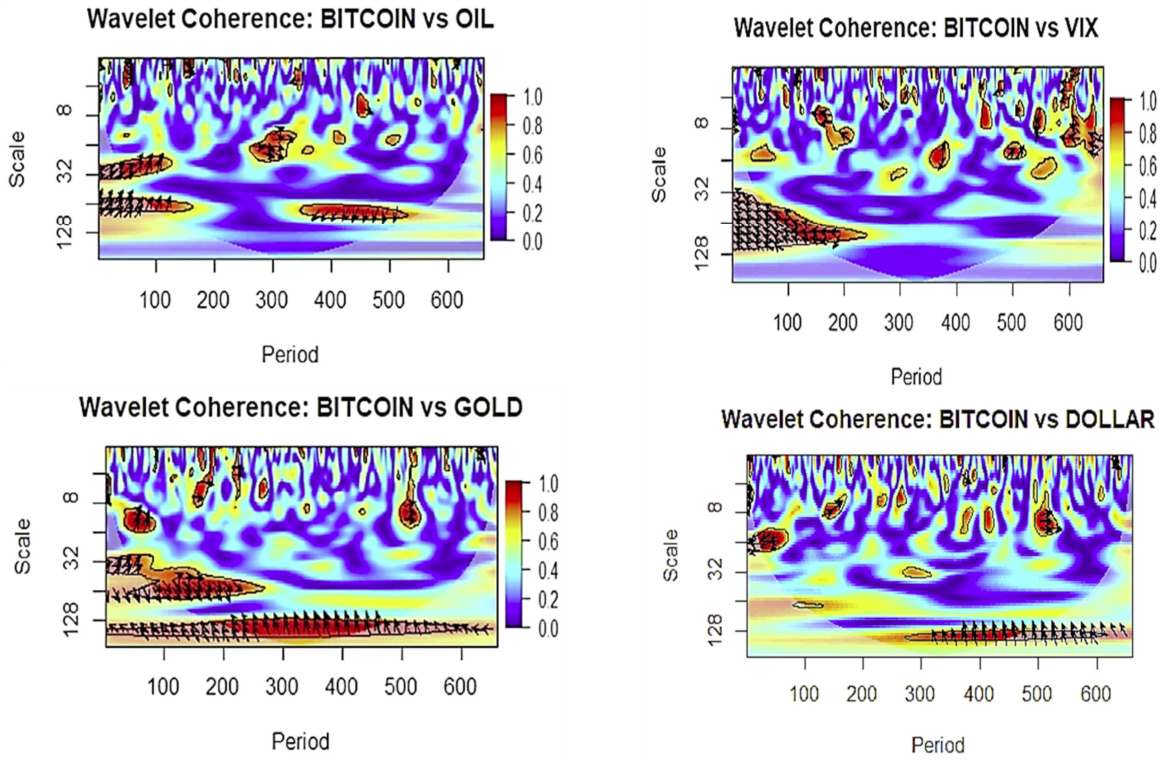 Wavelet Coherence: BITCOIN vs OIL
Scale
8
32
128
1.0
0.8
0.6
0.4
0.2
0.0
100 200 300 400 500 600
Period
Wavelet Coherence: BITCOIN vs VIX
Scale
8
32
128
1.0
0.8
0.6
0.4
0.2
0.0
100 200 300 400 500 600
Period
Wavelet Coherence: BITCOIN vs GOLD
Scale
8
32
128
1.0
0.8
0.6
0.4
0.2
0.0
100 200 300 400 500 600
Period
Wavelet Coherence: BITCOIN vs DOLLAR
Scale
8
32
128
100 200 300 400 500 600
Period